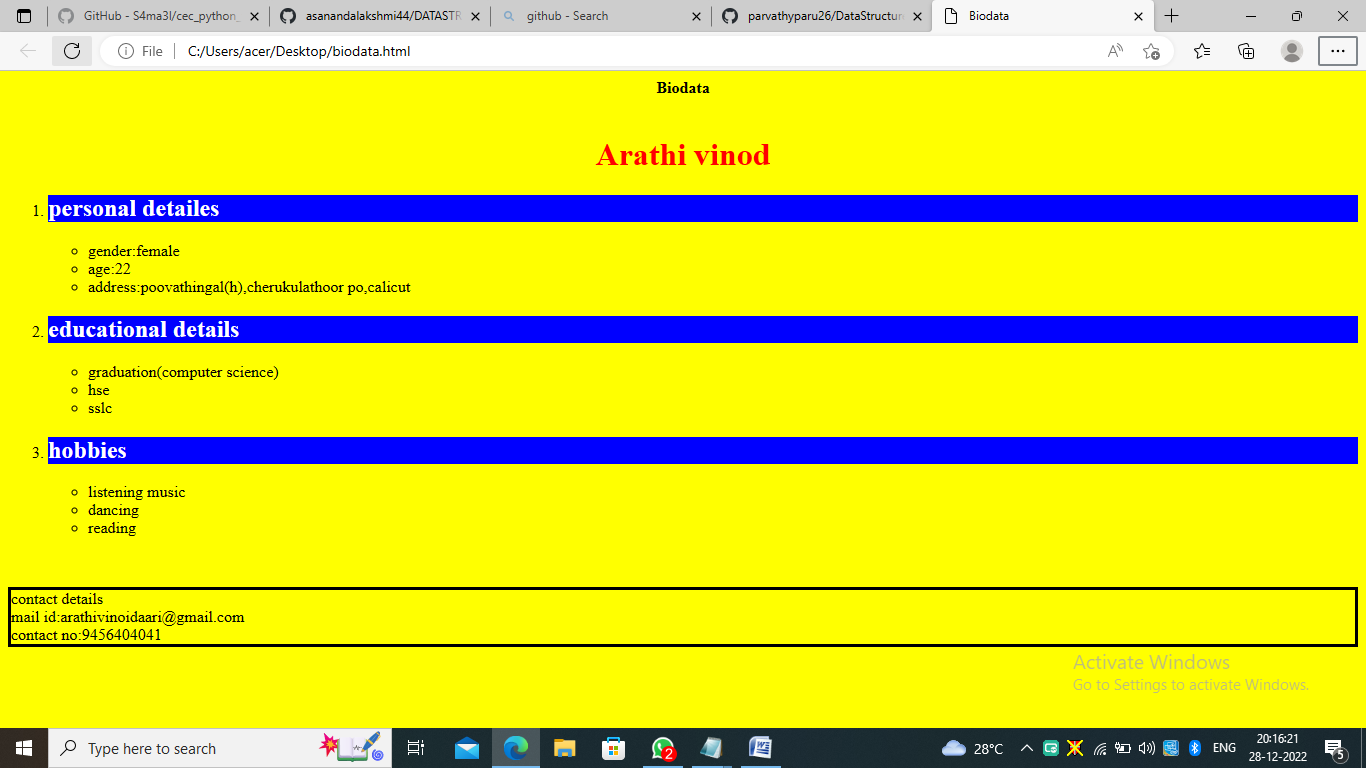 GitHub - S4ma3l/cec_python_
asanandalakshmi44/DATASTR
github - Search
parvathyparu26/DataStructur
Biodata
File
C:/Users/acer/Desktop/biodata.html
Biodata
Arathi vinod
1. personal detailes
gender:female
age:22
address:poovathingal(h),cherukulathoor po,calicut
2. educational details
graduation(computer science)
hse
sslc
3. hobbies
listening music
dancing
reading
contact details
mail id:arathivinoidaari@gmail.com
contact no:9456404041
Activate Windows
Go to Settings to activate Windows.
Type here to search
2
28°C
ENG
20:16:21
28-12-2022
5